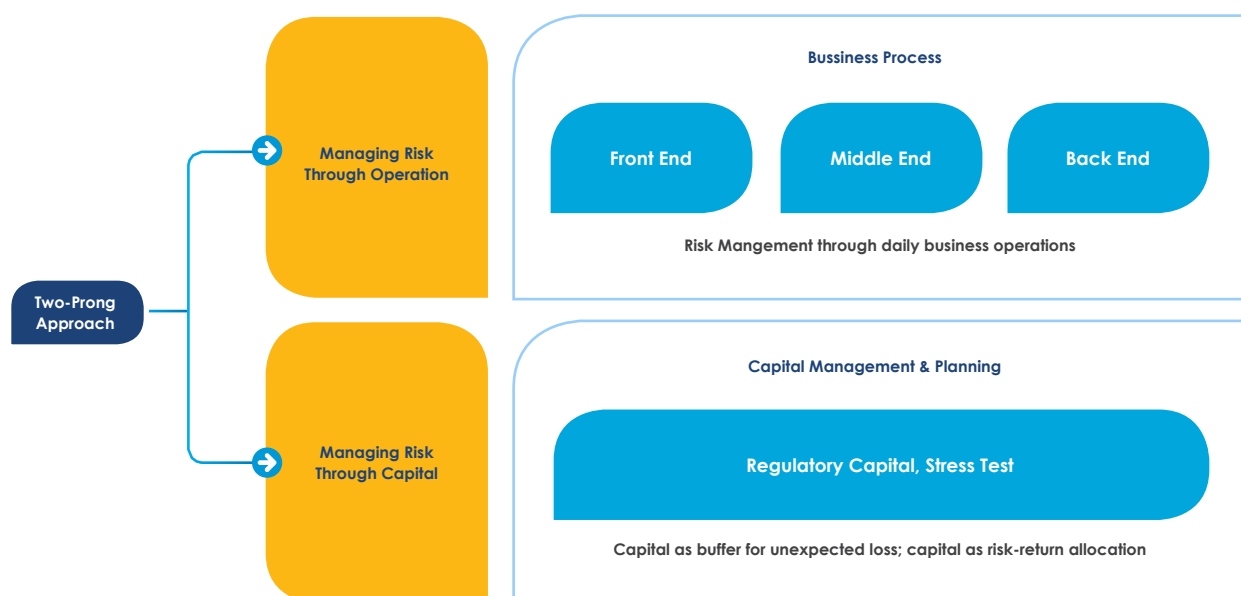 Two-Prong
Approach
Managing Risk
Through Operation
Bussiness Process
Front End
Middle End
Back End
Risk Mangement through daily business operations
Managing Risk
Through Capital
Capital Management & Planning
Regulatory Capital, Stress Test
Capital as buffer for unexpected loss; capital as risk-return allocation